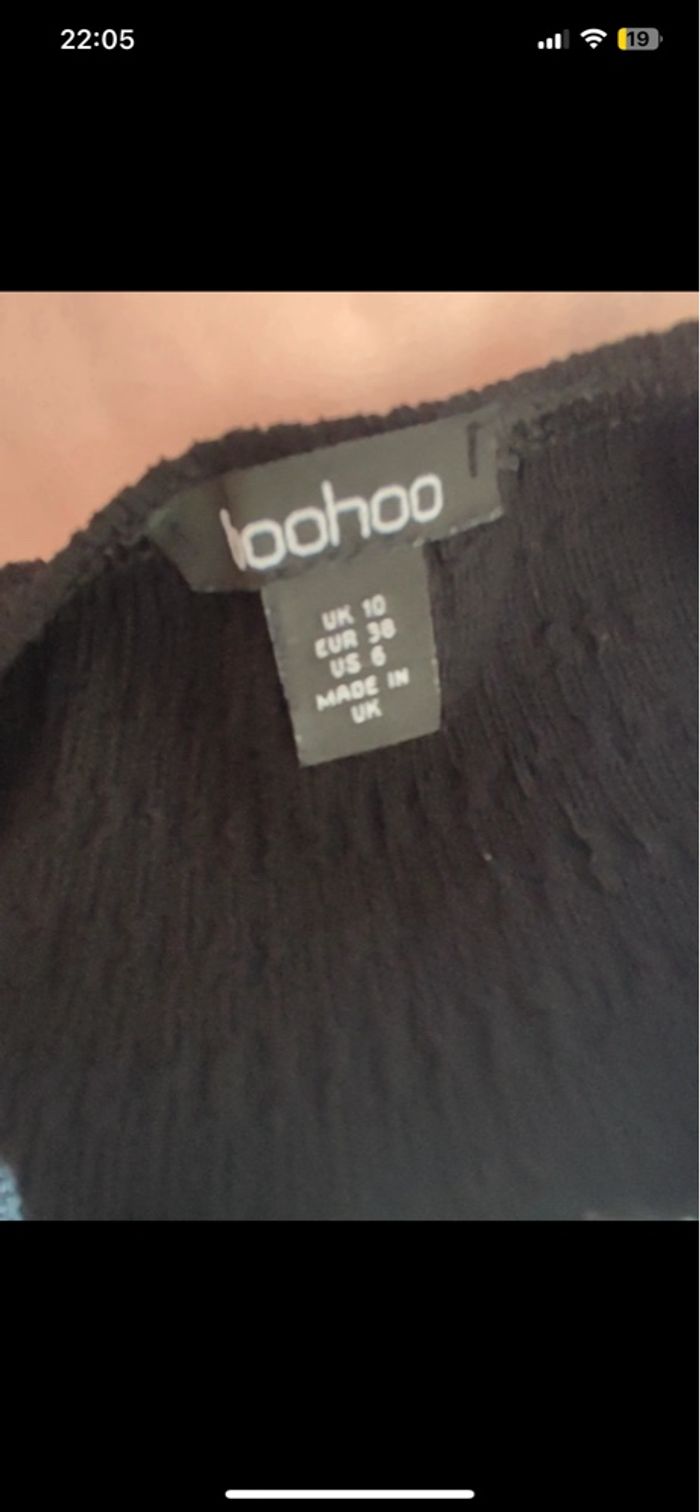 22:05
19
boohoo
UK 10
EUR 38
US 6
MADE IN
UK